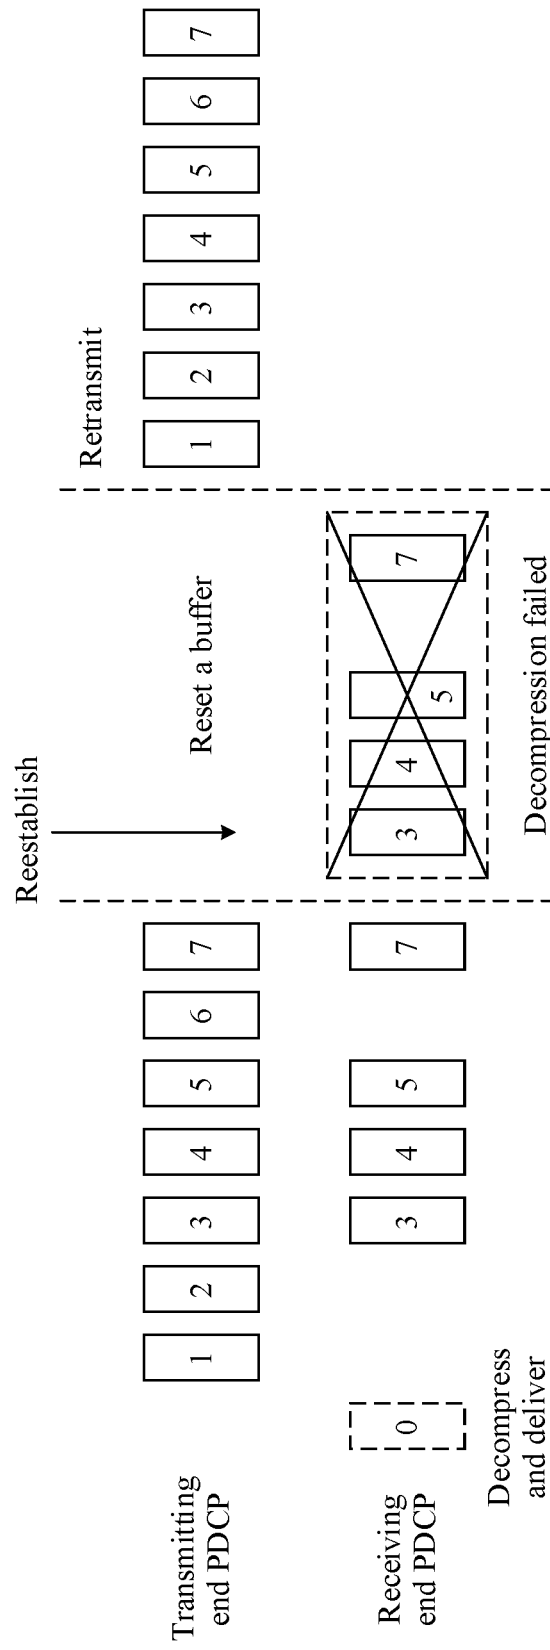 Reestablish
Reset a buffer
Retransmit
Transmitting
end PDCP
1
2
3
4
5
6
7
1
2
3
4
5
6
7
Receiving
end PDCP
0
3
4
5
7
3
4
5
7
Decompress
and deliver
Decompression failed